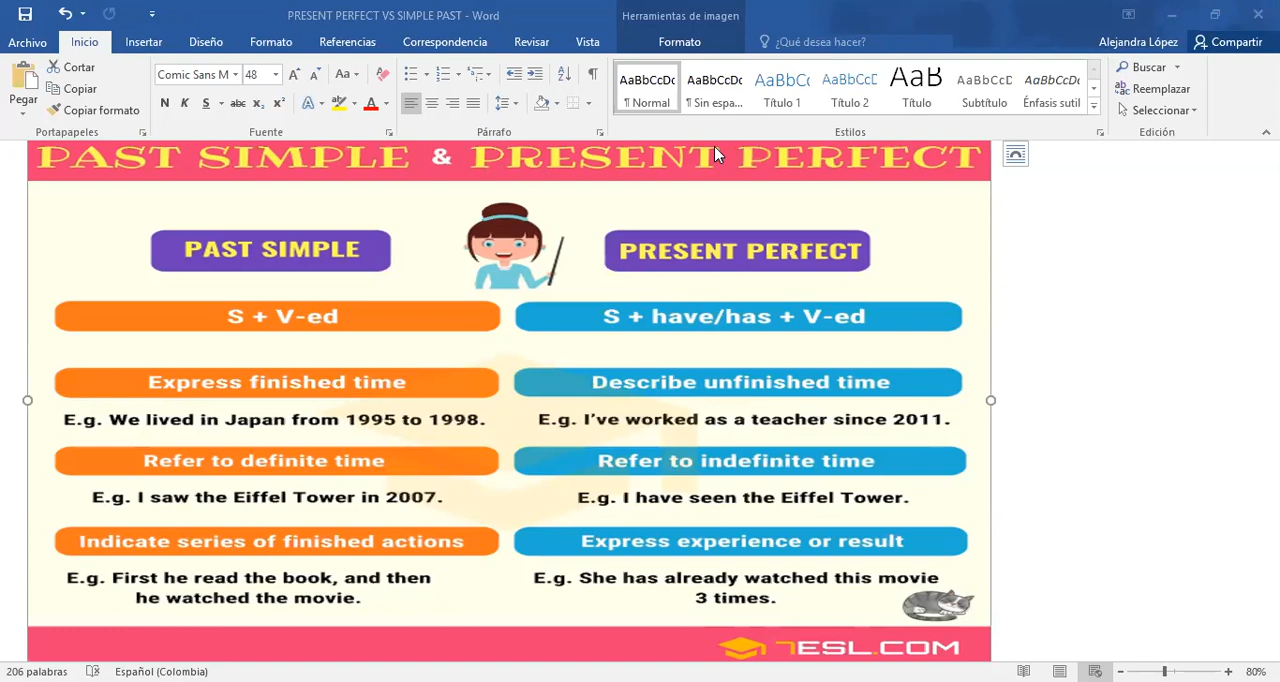 PRESENT PERFECT VS SIMPLE PAST - Word
Herramientas de imagen
Archivo Inicio Insertar Diseño Formato Referencias Correspondencia Revisar Vista Formato ¿Qué desea hacer? Alejandra López Compartir
Pegar
Cortar
Copiar
Copiar formato
Portapapeles
Comic Sans M 48
N K S abc x₂ x²
Fuente
Párrafo
AaBbCcDc AaBbCcDc AaBbCc AaBbCcD AaB AaBbCcD AaBbCcDc
¶ Normal ¶ Sin espa... Título 1 Título 2 Título Subtítulo Énfasis sutil
Estilos
Buscar
Reemplazar
Seleccionar
Edición
PAST SIMPLE & PRESENT PERFECT
PAST SIMPLE
PRESENT PERFECT
S + V-ed
S + have/has + V-ed
Express finished time
Describe unfinished time
E.g. We lived in Japan from 1995 to 1998.
E.g. I've worked as a teacher since 2011.
Refer to definite time
Refer to indefinite time
E.g. I saw the Eiffel Tower in 2007.
E.g. I have seen the Eiffel Tower.
Indicate series of finished actions
Express experience or result
E.g. First he read the book, and then
he watched the movie.
E.g. She has already watched this movie
3 times.
7ESL.COM
206 palabras Español (Colombia) 80%